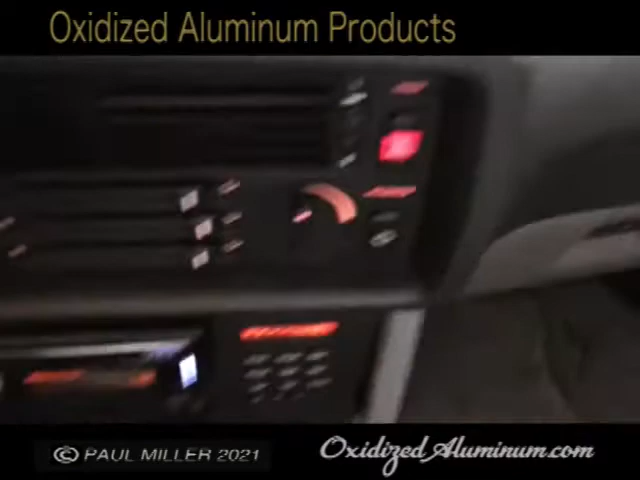 Oxidized Aluminum Products
© PAUL MILLER 2021
OxidizedAluminum.com